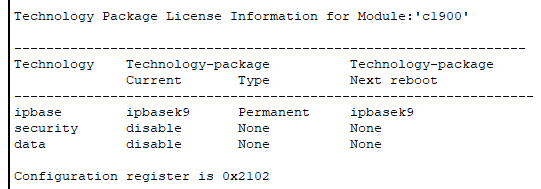 Technology Package License Information for Module:'c1900'
-----------------------------------------------------------------
Technology    Technology-package           Technology-package
              Current       Type           Next reboot
-----------------------------------------------------------------
ipbase        ipbasek9      Permanent      ipbasek9
security      disable       None           None
data          disable       None           None
Configuration register is 0x2102